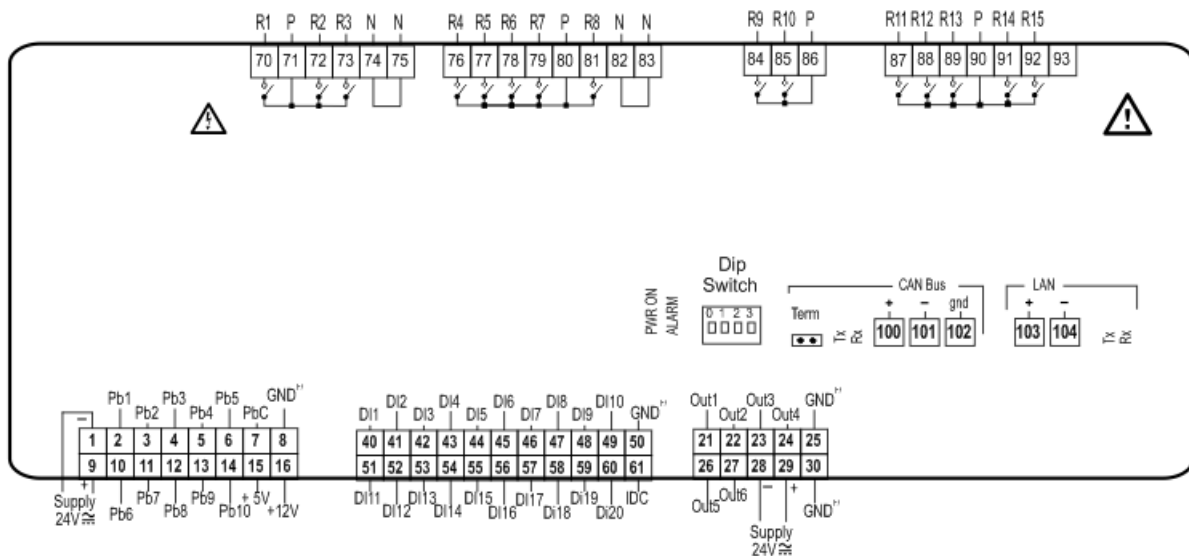 R1 P R2 R3 N N R4 R5 R6 R7 P R8 N N R9 R10 P R11 R12 R13 P R14 R15
70 71 72 73 74 75 76 77 78 79 80 81 82 83 84 85 86 87 88 89 90 91 92 93
Dip
Switch
PWR ON
ALARM
0 1 2 3
Term
Tx
Rx
CAN Bus
+ − gnd
100 101 102
LAN
+ −
103 104
Tx
Rx
− Pb1 Pb2 Pb3 Pb4 Pb5 PbC GND
1 2 3 4 5 6 7 8
9 10 11 12 13 14 15 16
+ Pb6 Pb7 Pb8 Pb9 Pb10 + 5V +12V
Supply
24V
DI1 DI2 DI3 DI4 DI5 DI6 DI7 DI8 DI9 DI10 GND
40 41 42 43 44 45 46 47 48 49 50
51 52 53 54 55 56 57 58 59 60 61
DI11 DI12 DI13 DI14 DI15 DI16 DI17 Di18 Di19 Di20 IDC
Out1 Out2 Out3 Out4 GND
21 22 23 24 25
26 27 28 29 30
Out5 Out6 − + GND
Supply
24V